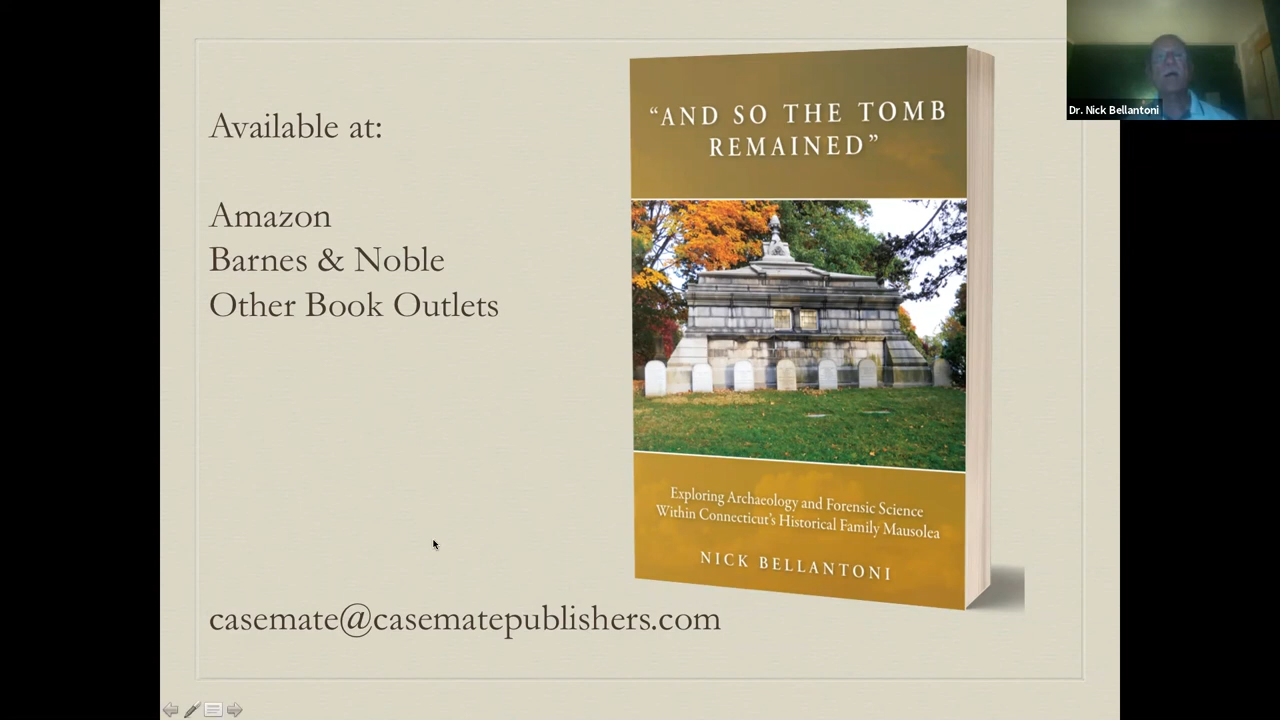 Available at:
Amazon
Barnes & Noble
Other Book Outlets
casemate@casematepublishers.com
“AND SO THE TOMB
REMAINED”
Exploring Archaeology and Forensic Science
Within Connecticut's Historical Family Mausolea
NICK BELLANTONI
Dr. Nick Bellantoni